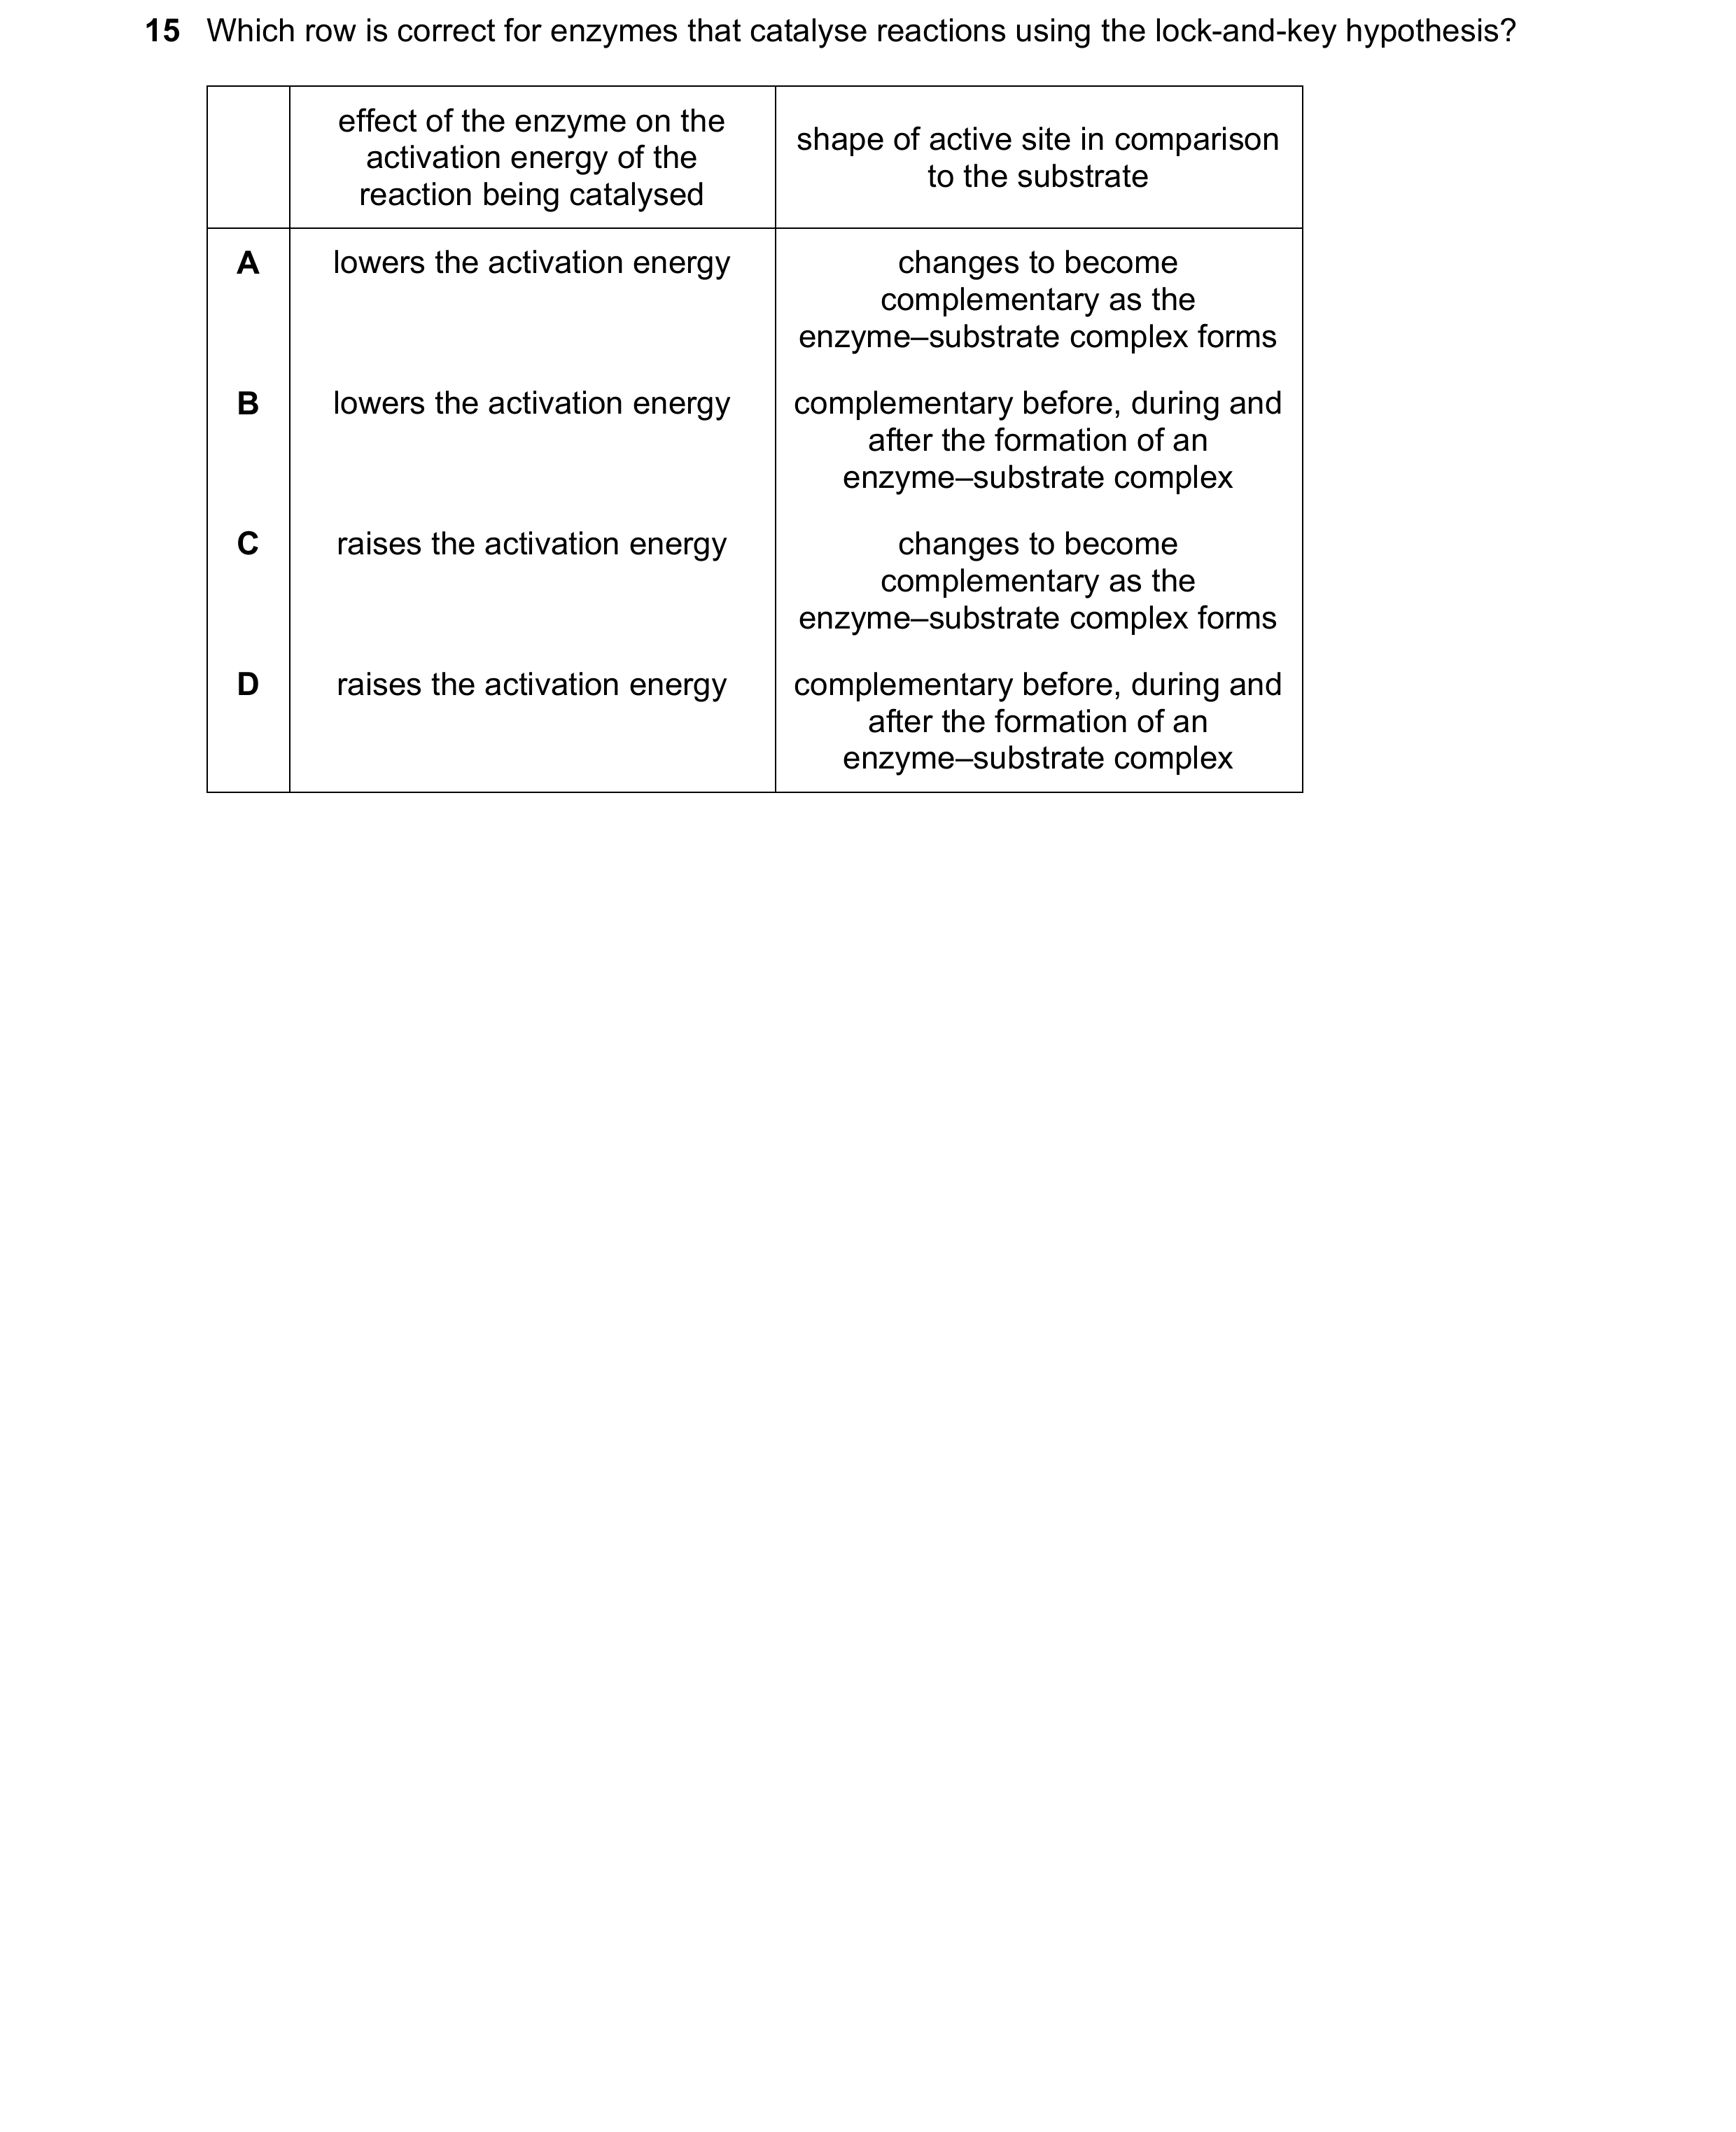 15 Which row is correct for enzymes that catalyse reactions using the lock-and-key hypothesis?
effect of the enzyme on the
activation energy of the
reaction being catalysed
shape of active site in comparison
to the substrate
A lowers the activation energy changes to become
complementary as the
enzyme–substrate complex forms
B lowers the activation energy complementary before, during and
after the formation of an
enzyme–substrate complex
C raises the activation energy changes to become
complementary as the
enzyme–substrate complex forms
D raises the activation energy complementary before, during and
after the formation of an
enzyme–substrate complex